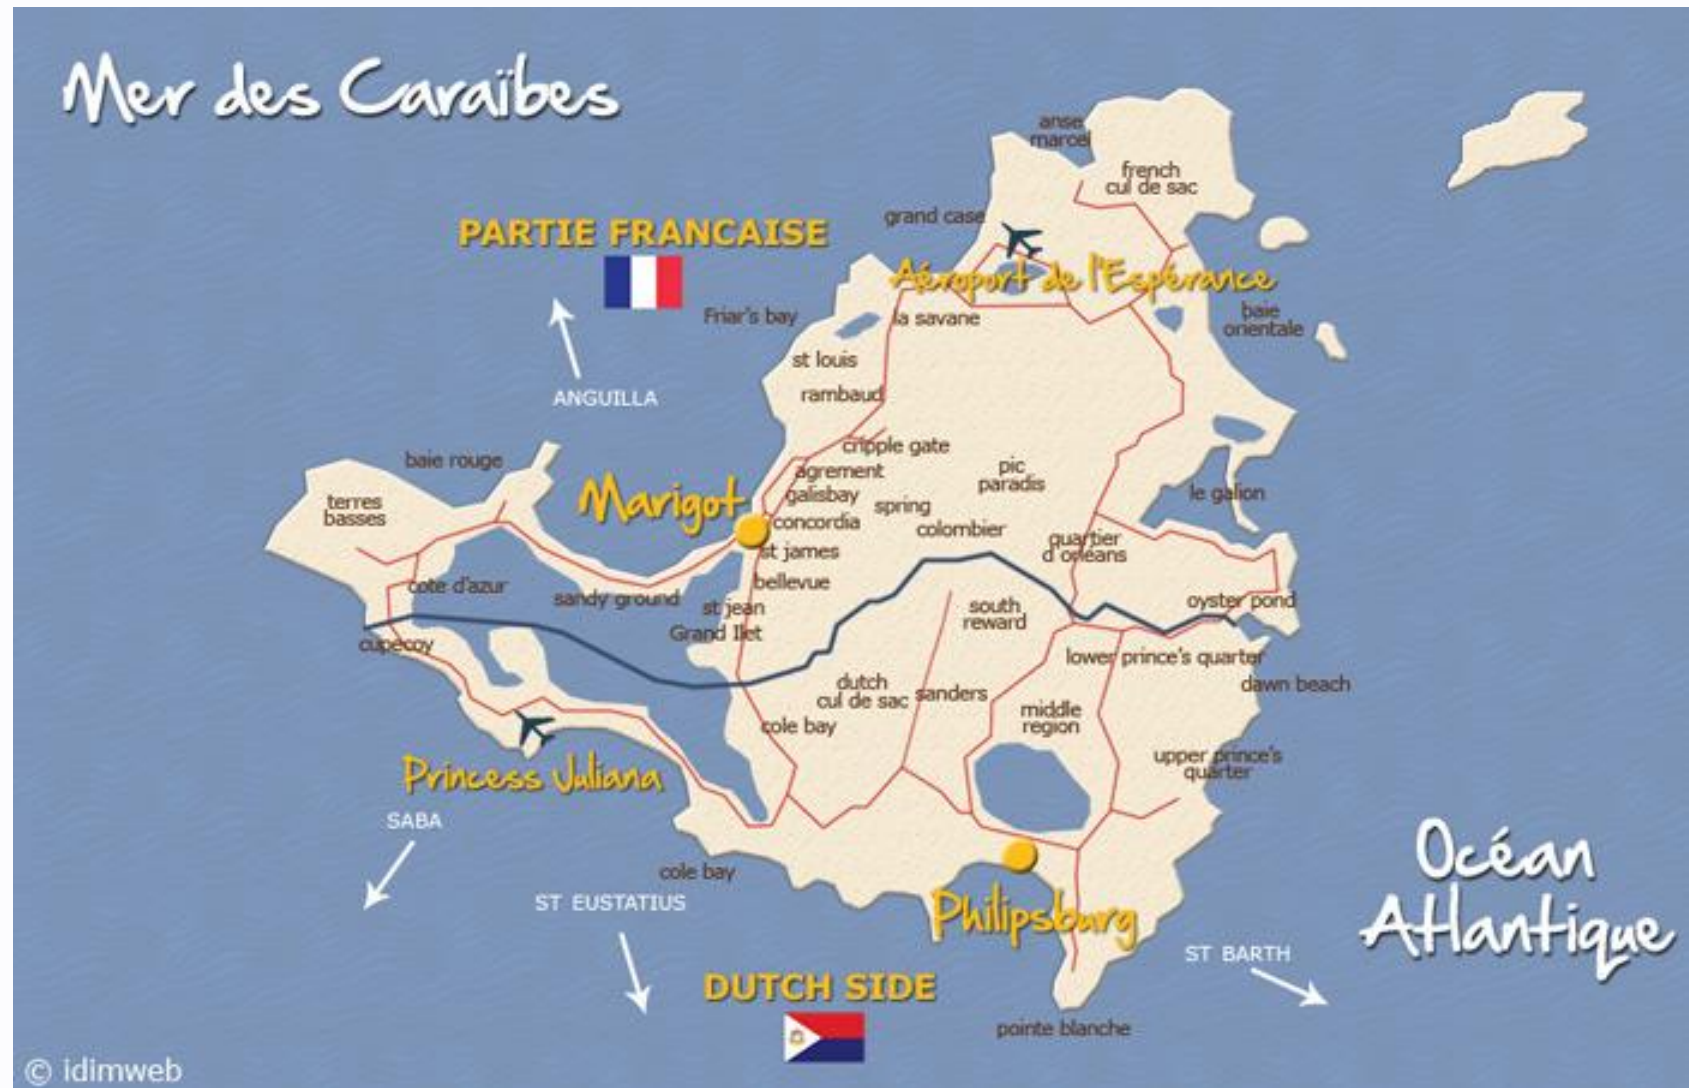 Mer des Caraïbes
anse
marcel
french
cul de sac
grand case
PARTIE FRANCAISE
Aéroport de l'Espérance
Friar's bay
la savane
baie
orientale
st louis
rambaud
ANGUILLA
cripple gate
baie rouge
agrement
pic
paradis
Marigot
galisbay
spring
le galion
terres
basses
concordia
colombier
st james
quartier
d'orléans
bellevue
cote d'azur
sandy ground
st jean
Grand Ilet
south
reward
oyster pond
cupecoy
lower prince's quarter
dawn beach
dutch
cul de sac
sanders
middle
region
cole bay
upper prince's
quarter
Princess Juliana
SABA
Océan
Atlantique
cole bay
ST EUSTATIUS
Philipsburg
ST BARTH
DUTCH SIDE
pointe blanche
© idimweb